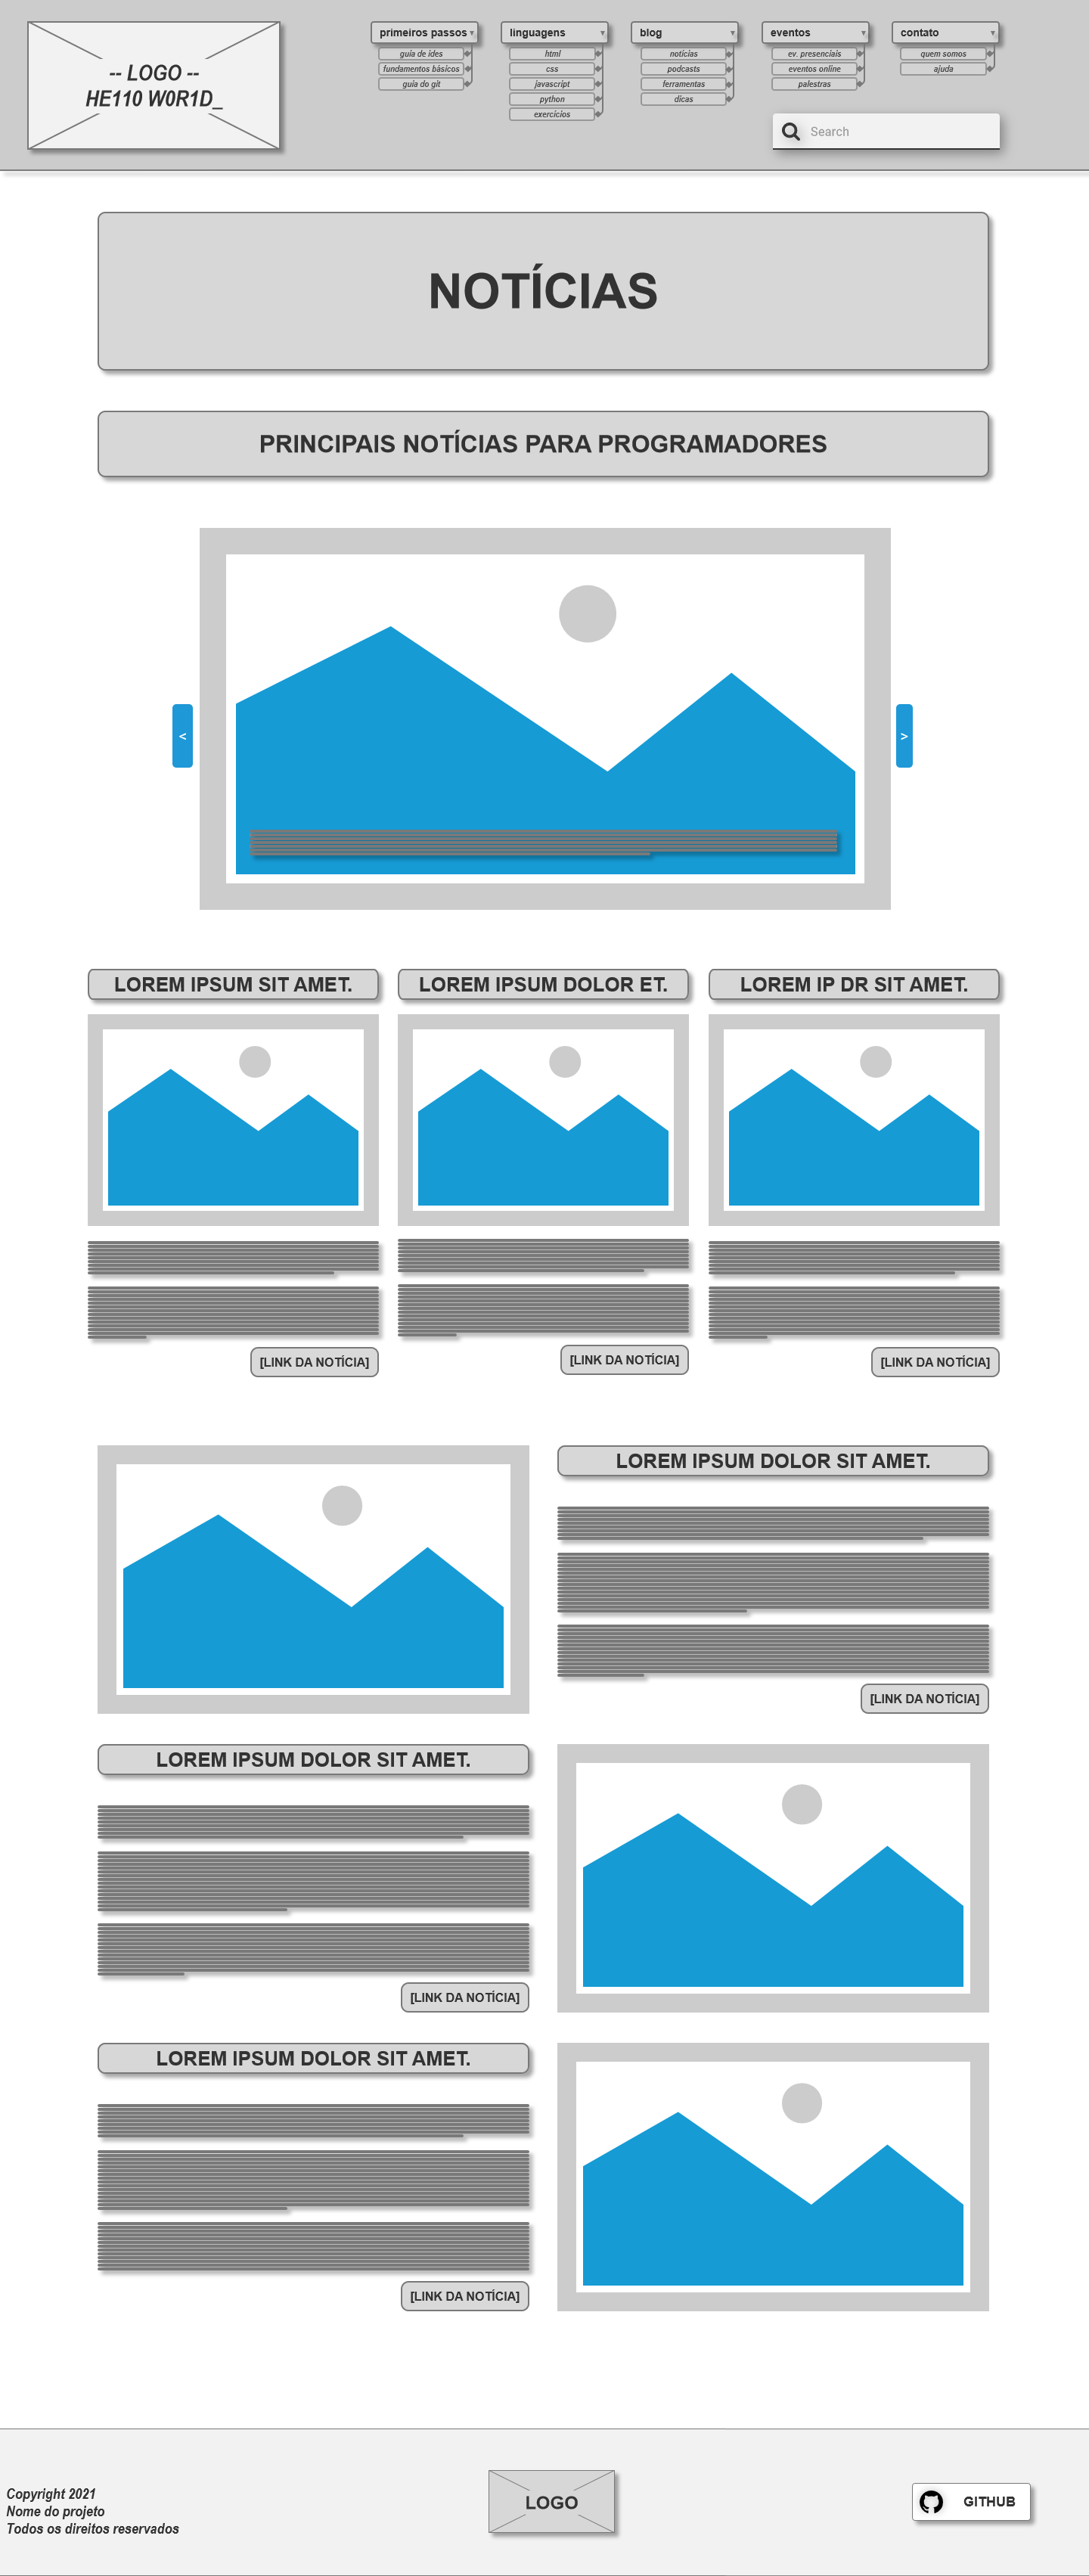 -- LOGO --
HE110 W0R1D_
primeiros passos ▾
guia de ides
fundamentos básicos
guia do git
linguagens ▾
html
css
javascript
python
exercícios
blog ▾
notícias
podcasts
ferramentas
dicas
eventos ▾
ev. presenciais
eventos online
palestras
contato ▾
quem somos
ajuda
Search
NOTÍCIAS
PRINCIPAIS NOTÍCIAS PARA PROGRAMADORES
<
>
LOREM IPSUM SIT AMET.
LOREM IPSUM DOLOR ET.
LOREM IP DR SIT AMET.
[LINK DA NOTÍCIA]
[LINK DA NOTÍCIA]
[LINK DA NOTÍCIA]
LOREM IPSUM DOLOR SIT AMET.
[LINK DA NOTÍCIA]
LOREM IPSUM DOLOR SIT AMET.
[LINK DA NOTÍCIA]
LOREM IPSUM DOLOR SIT AMET.
[LINK DA NOTÍCIA]
Copyright 2021
Nome do projeto
Todos os direitos reservados
LOGO
GITHUB